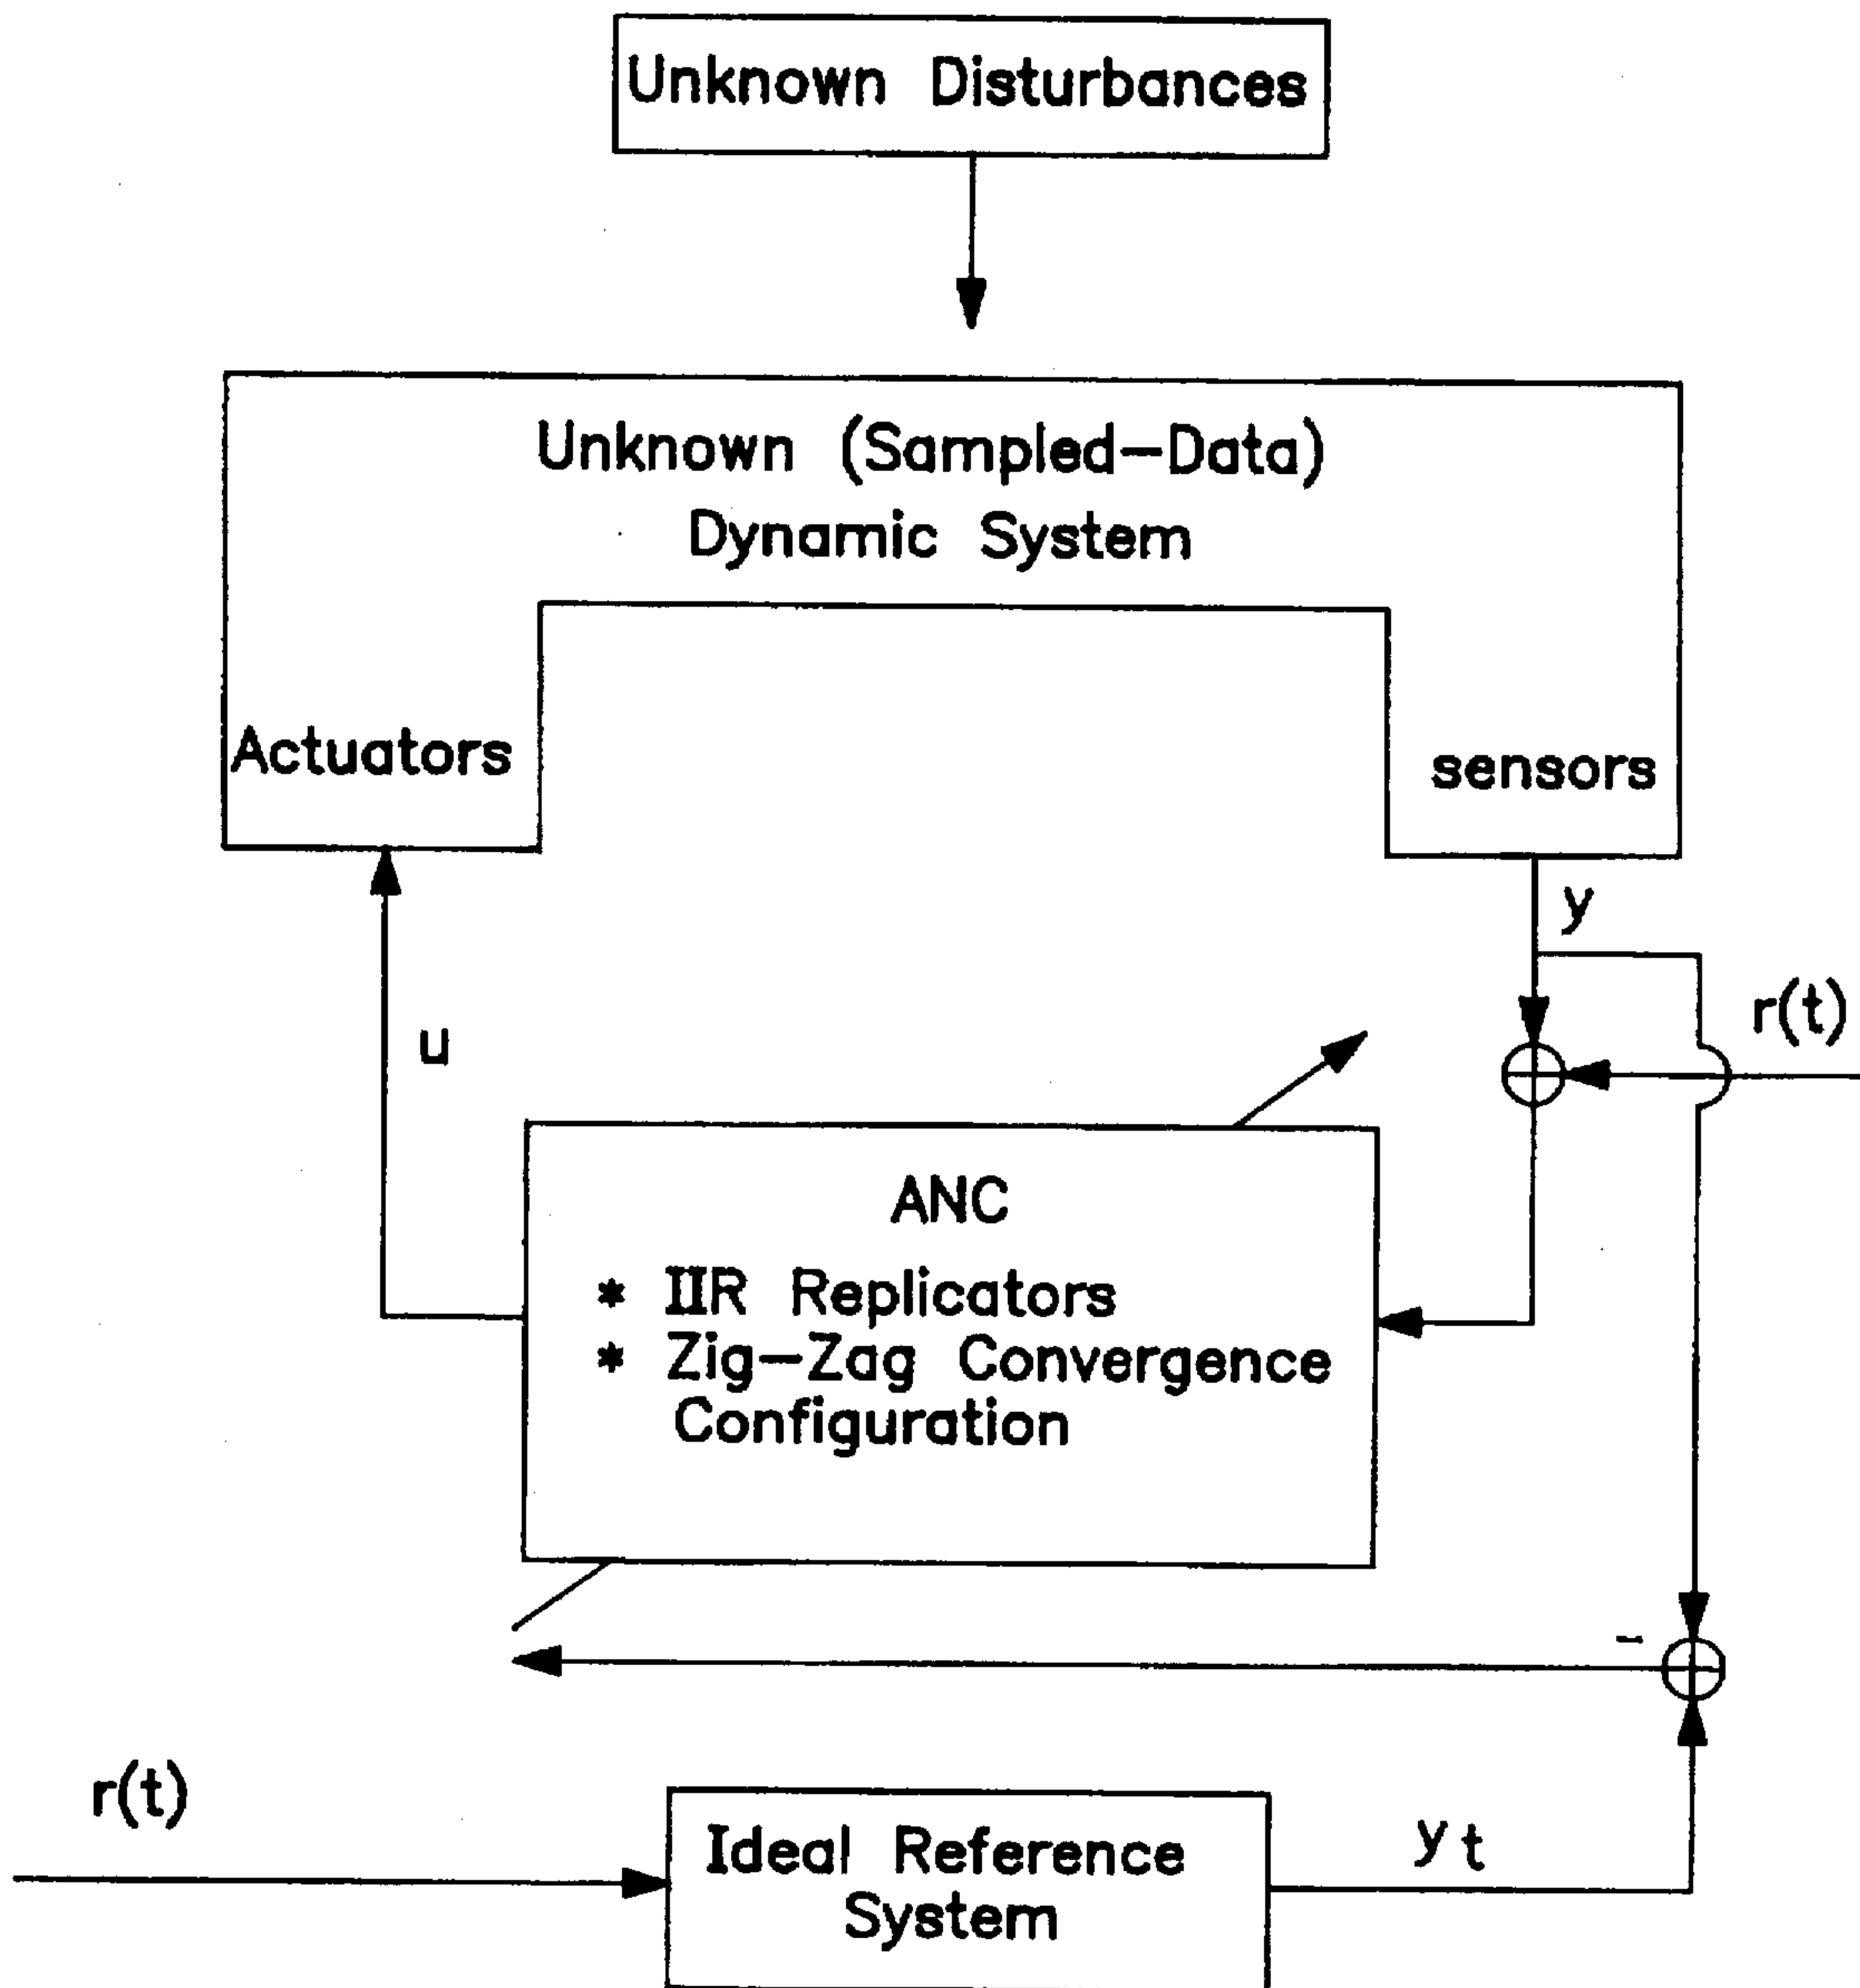 Unknown Disturbances
Unknown (Sampled-Data)
Dynamic System
Actuators
sensors
y
r(t)
u
ANC
* IIR Replicators
* Zig-Zag Convergence
Configuration
-
r(t)
Ideal Reference
System
y t